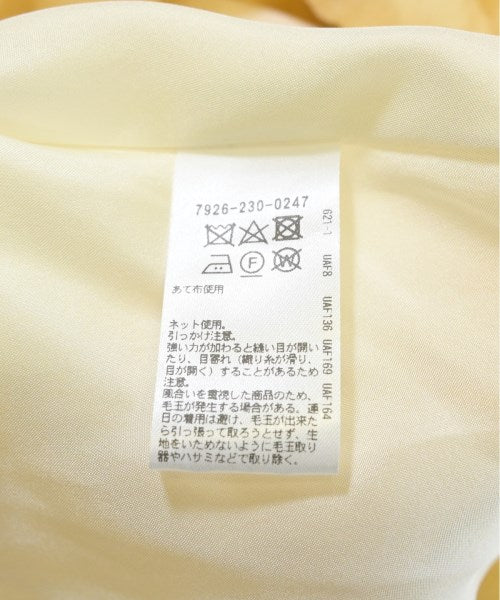 7926-230-0247
あて布使用
ネット使用。
引っかけ注意。
強い力が加わると縫い目が開い
たり、目寄れ（織り糸が滑り、
目が開く）することがあるため
注意。
風合いを重視した商品のため、
毛玉が発生する場合がある。連
日の着用は避け、毛玉が出来た
ら引っ張って取ろうとせず、生
地をいためないように毛玉取り
器やハサミなどで取り除く。
621-1 UAF8 UAF136 UAF169 UAF164
F
W